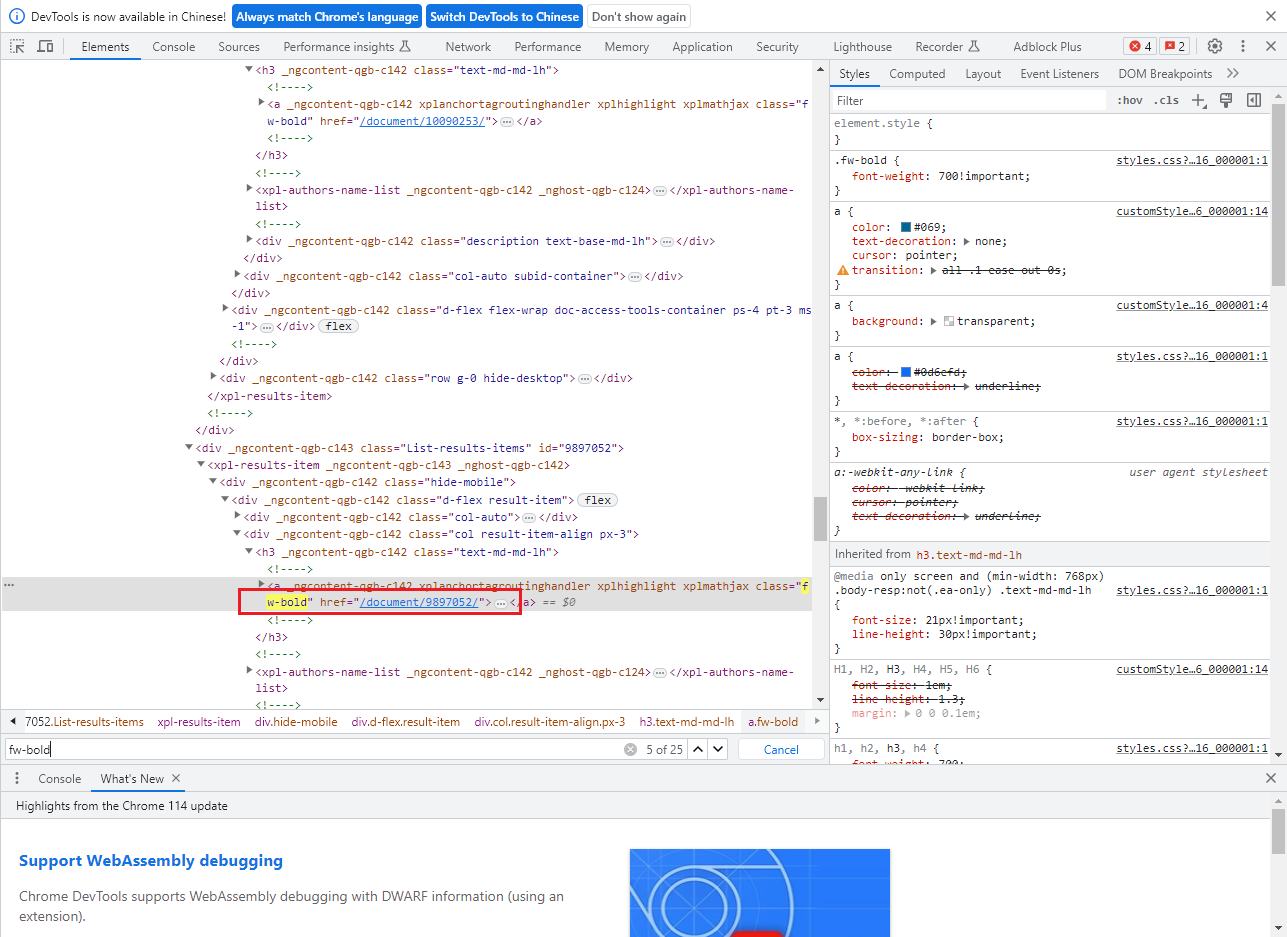 DevTools is now available in Chinese! Always match Chrome's language Switch DevTools to Chinese Don't show again
Elements Console Sources Performance insights Network Performance Memory Application Security Lighthouse Recorder Adblock Plus 4 2
<h3 _ngcontent-qgb-c142 class="text-md-md-lh">
<!---->
<a _ngcontent-qgb-c142 xplanchortagroutinghandler xplhighlight xplmathjax class="f
w-bold" href="/document/10090253/"> … </a>
<!---->
</h3>
<!---->
<xpl-authors-name-list _ngcontent-qgb-c142 _nghost-qgb-c124> … </xpl-authors-name-
list>
<!---->
<div _ngcontent-qgb-c142 class="description text-base-md-lh"> … </div>
</div>
<div _ngcontent-qgb-c142 class="col-auto subid-container"> … </div>
</div>
<div _ngcontent-qgb-c142 class="d-flex flex-wrap doc-access-tools-container ps-4 pt-3 ms
-1"> … </div> flex
<!---->
</div>
<div _ngcontent-qgb-c142 class="row g-0 hide-desktop"> … </div>
</xpl-results-item>
<!---->
</div>
<div _ngcontent-qgb-c143 class="List-results-items" id="9897052">
<xpl-results-item _ngcontent-qgb-c143 _nghost-qgb-c142>
<div _ngcontent-qgb-c142 class="hide-mobile">
<div _ngcontent-qgb-c142 class="d-flex result-item"> flex
<div _ngcontent-qgb-c142 class="col-auto"> … </div>
<div _ngcontent-qgb-c142 class="col result-item-align px-3">
<h3 _ngcontent-qgb-c142 class="text-md-md-lh">
<!---->
<a _ngcontent-qgb-c142 xplanchortagroutinghandler xplhighlight xplmathjax class="f
w-bold" href="/document/9897052/"> … </a> == $0
<!---->
</h3>
<!---->
<xpl-authors-name-list _ngcontent-qgb-c142 _nghost-qgb-c124> … </xpl-authors-name-
list>
<!---->
7052.List-results-items xpl-results-item div.hide-mobile div.d-flex.result-item div.col.result-item-align.px-3 h3.text-md-md-lh a.fw-bold
fw-bold 5 of 25 Cancel
Styles Computed Layout Event Listeners DOM Breakpoints
Filter :hov .cls
element.style {
}
.fw-bold { styles.css?…16_000001:1
font-weight: 700!important;
}
a { customStyle…6_000001:14
color: #069;
text-decoration: none;
cursor: pointer;
transition: all .1 ease-out 0s;
}
a { customStyle…16_000001:4
background: transparent;
}
a { styles.css?…16_000001:1
color: #0d6efd;
text-decoration: underline;
}
*, *:before, *:after { styles.css?…16_000001:1
box-sizing: border-box;
}
a:-webkit-any-link { user agent stylesheet
color: -webkit-link;
cursor: pointer;
text-decoration: underline;
}
Inherited from h3.text-md-md-lh
@media only screen and (min-width: 768px)
.body-resp:not(.ea-only) .text-md-md-lh styles.css?…16_000001:1
{
font-size: 21px!important;
line-height: 30px!important;
}
H1, H2, H3, H4, H5, H6 { customStyle…6_000001:14
font-size: 1em;
line-height: 1.3;
margin: 0 0 0.1em;
}
h1, h2, h3, h4 { styles.css?…16_000001:1
font-weight: 700;
Console What's New
Highlights from the Chrome 114 update
Support WebAssembly debugging
Chrome DevTools supports WebAssembly debugging with DWARF information (using an
extension).